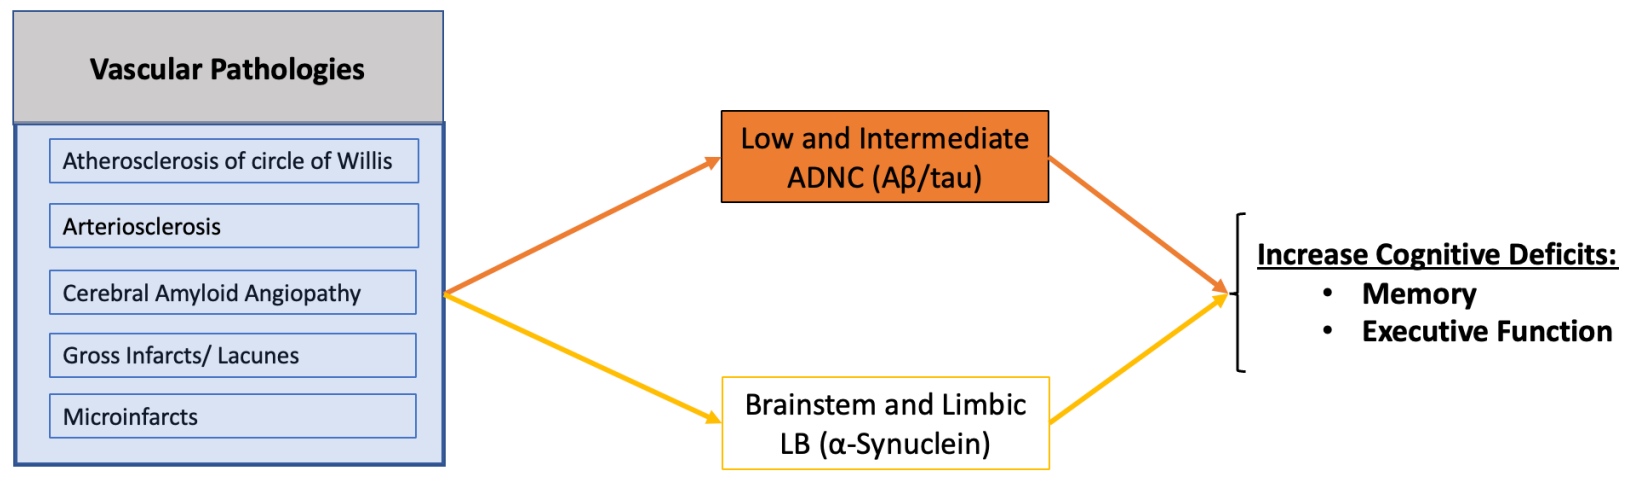 Vascular Pathologies
Atherosclerosis of circle of Willis
Arteriosclerosis
Cerebral Amyloid Angiopathy
Gross Infarcts/ Lacunes
Microinfarcts
Low and Intermediate
ADNC (Aβ/tau)
Brainstem and Limbic
LB (α-Synuclein)
Increase Cognitive Deficits:
• Memory
• Executive Function